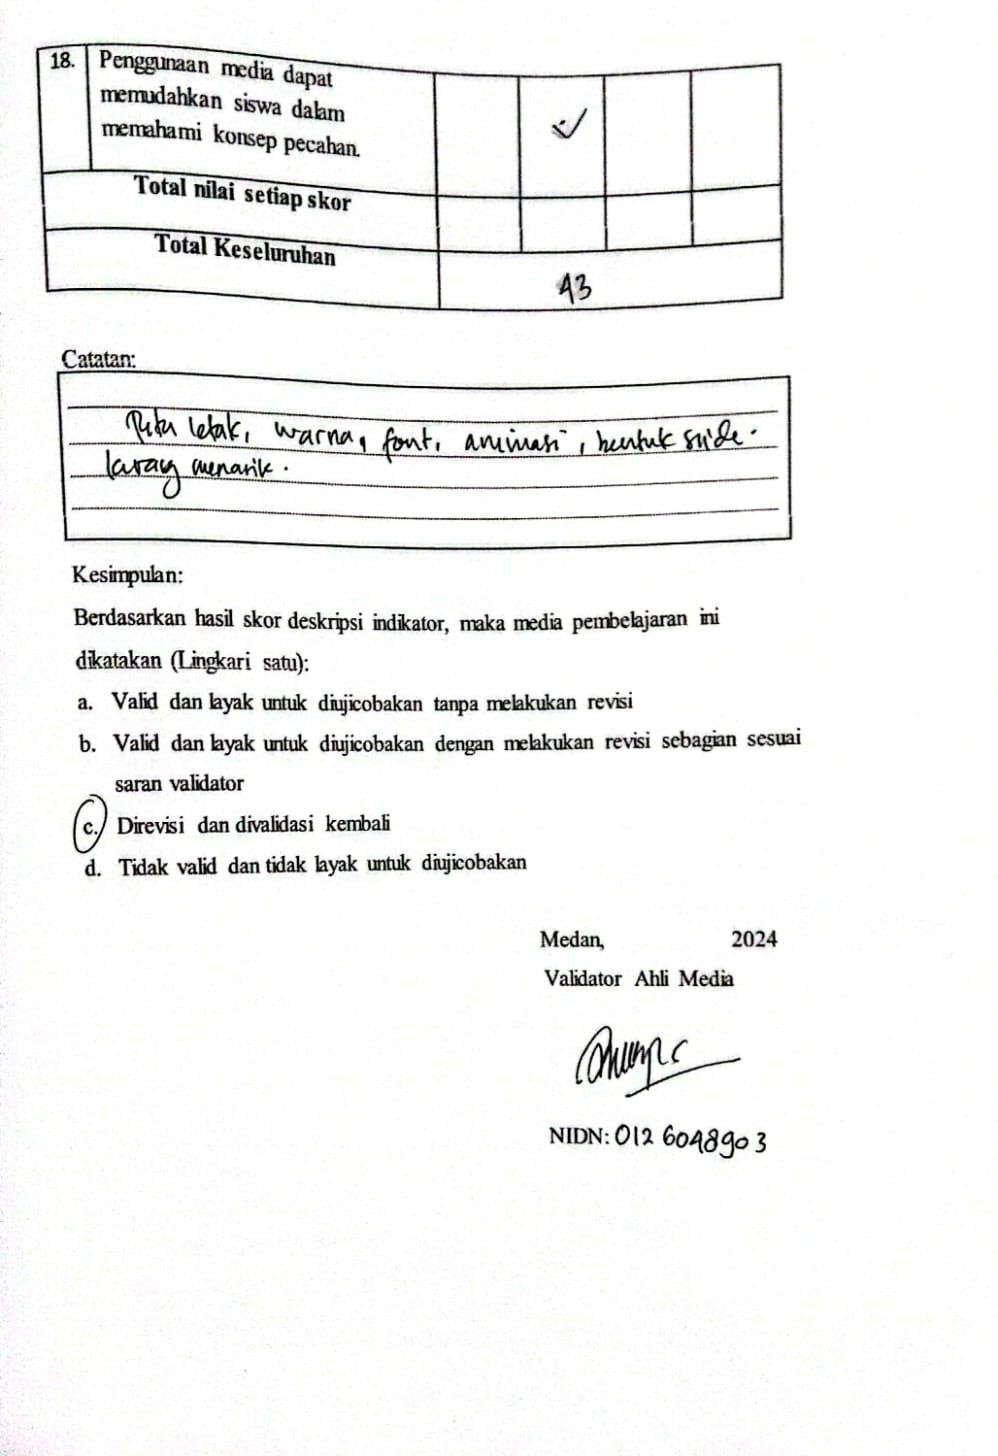 18. Penggunaan media dapat
memudahkan siswa dalam
memahami konsep pecahan.
Total nilai setiap skor
Total Keseluruhan
43
Catatan:
letak, warna, font, animasi, bentuk slide.
kurang menarik.
Kesimpulan:
Berdasarkan hasil skor deskripsi indikator, maka media pembelajaran ini
dikatakan (Lingkari satu):
a. Valid dan layak untuk diujicobakan tanpa melakukan revisi
b. Valid dan layak untuk diujicobakan dengan melakukan revisi sebagian sesuai
saran validator
c. Direvisi dan divalidasi kembali
d. Tidak valid dan tidak layak untuk diujicobakan
Medan, 2024
Validator Ahli Media
NIDN: 0126048903